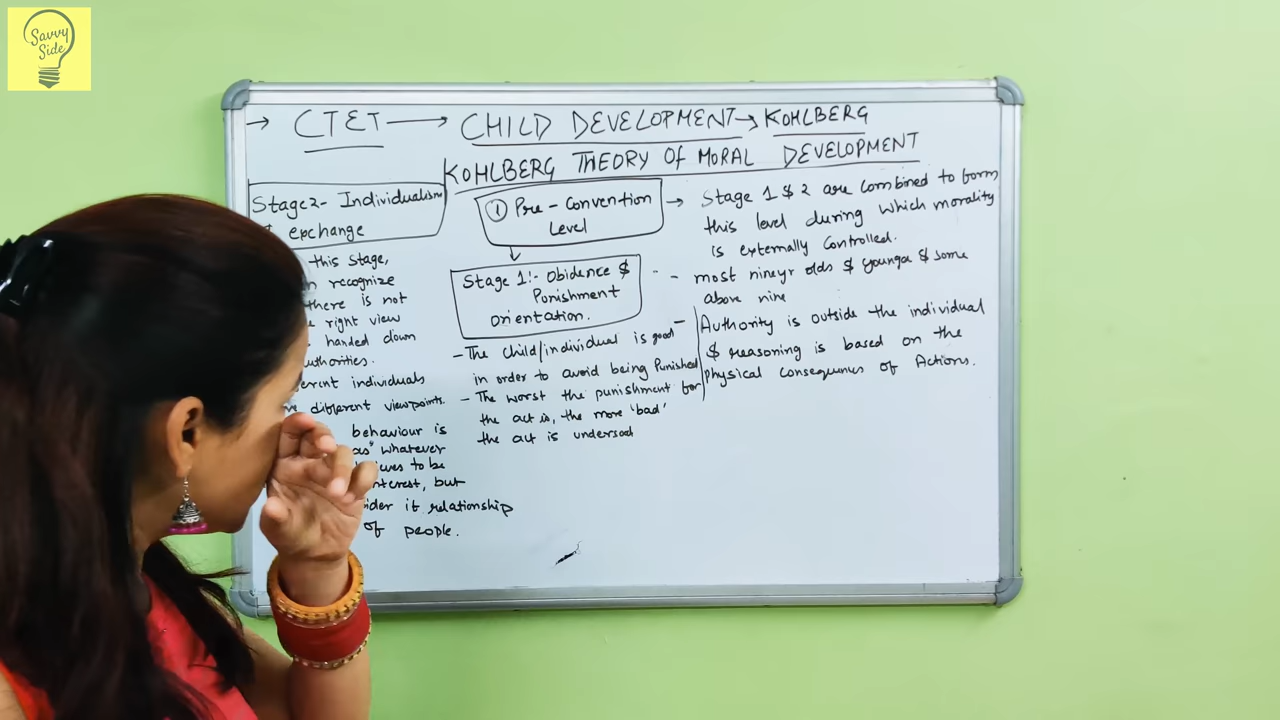 Savvy
Side
→ CTET → CHILD DEVELOPMENT → KOHLBERG
KOHLBERG THEORY OF MORAL DEVELOPMENT
Stage 2 - Individualism
exchange
this stage,
recognize
there is not
right view
handed down
authorities.
individuals
different viewpoints.
behaviour is
as whatever
to be
interest, but
it relationship
of people.
① Pre - Convention
Level
Stage 1:- Obidence &
Punishment
orientation.
- The child/individual is good
in order to avoid being Punished
- The worst the punishment for
the act is, the more 'bad'
the act is undersood
→ Stage 1 & 2 are combined to form
this level during which morality
is externally controlled.
- - most nineyr olds & younger & some
above nine
- Authority is outside the individual
& reasoning is based on the
Physical Consequenus of Actions.